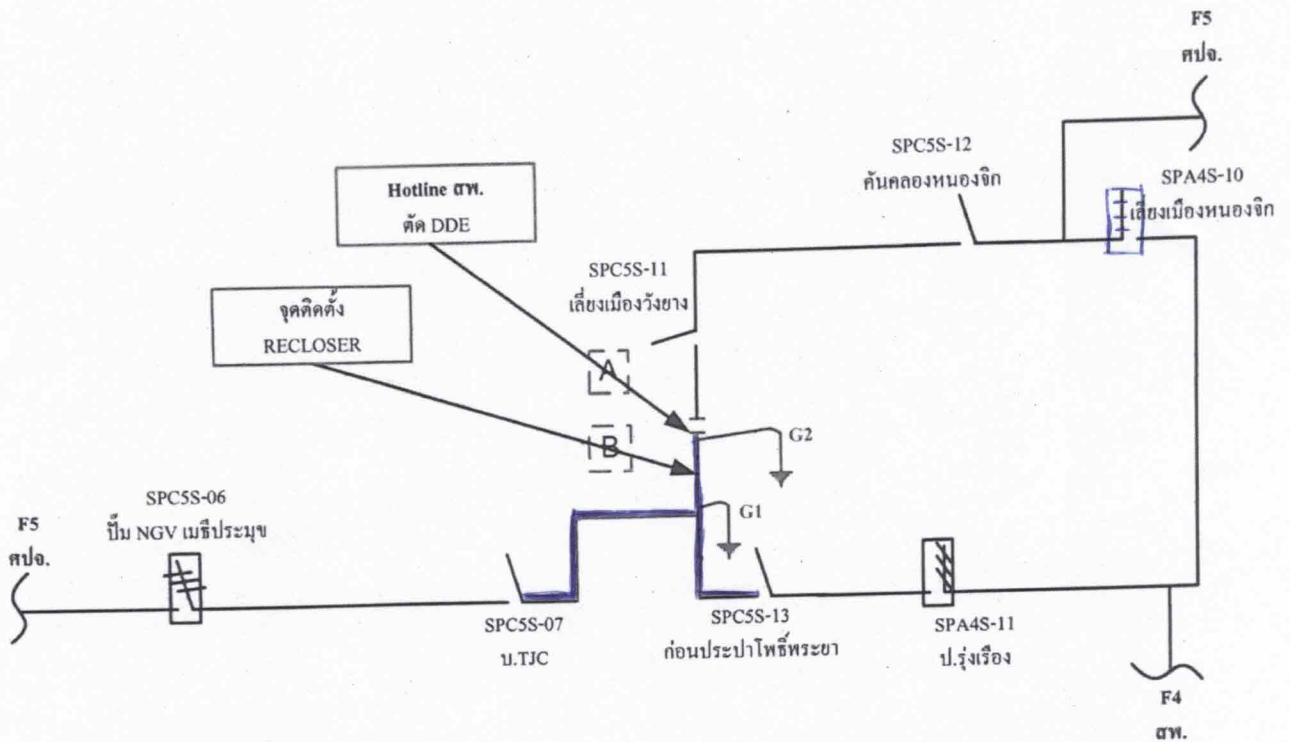 F5
ศปจ.
SPC5S-12
คันคลองหนองจิก
SPA4S-10
เลี่ยงเมืองหนองจิก
Hotline สพ.
ตัด DDE
SPC5S-11
เลี่ยงเมืองวังยาง
จุดติดตั้ง
RECLOSER
A
B
G2
G1
SPC5S-06
ปั๊ม NGV เมธีประมุข
F5
ศปจ.
SPC5S-07
บ.TJC
SPC5S-13
ก่อนประปาโพธิ์พระยา
SPA4S-11
ป.รุ่งเรือง
F4
สพ.